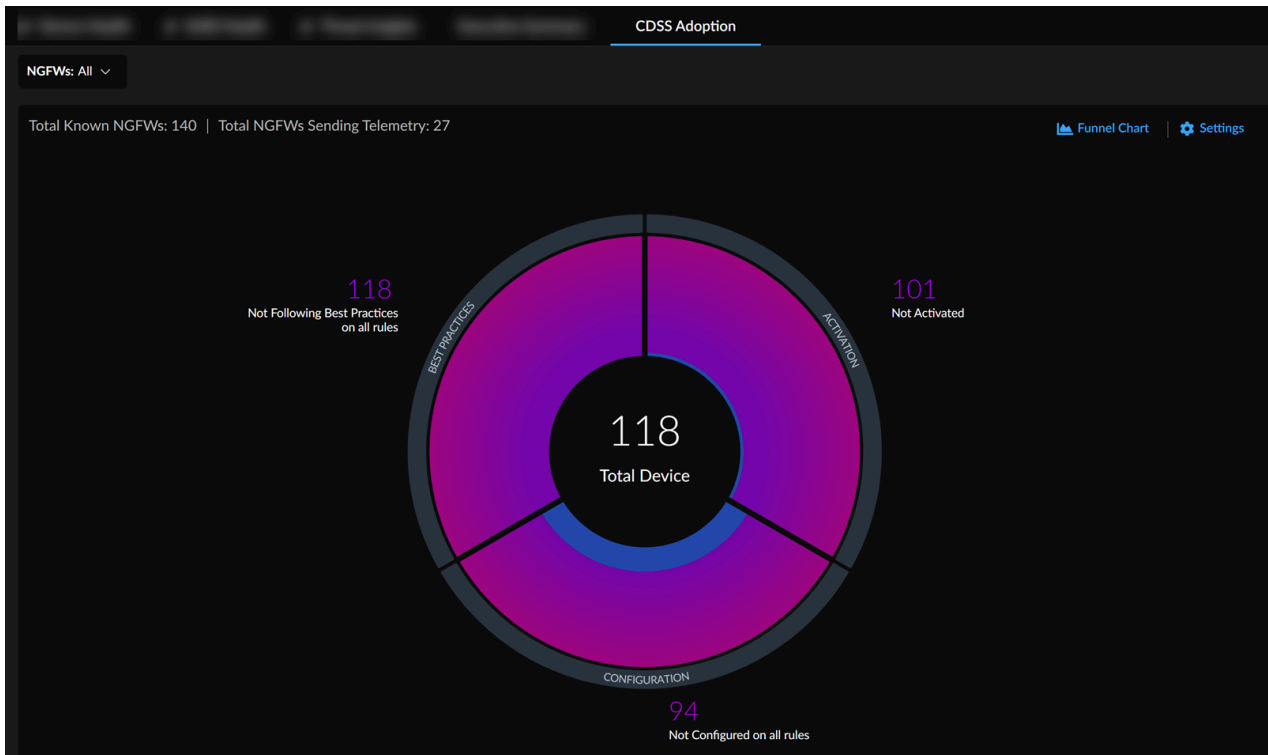 CDSS Adoption
NGFWs: All
Total Known NGFWs: 140 | Total NGFWs Sending Telemetry: 27
Funnel Chart | Settings
118
Not Following Best Practices
on all rules
BEST PRACTICES
101
Not Activated
ACTIVATION
118
Total Device
CONFIGURATION
94
Not Configured on all rules